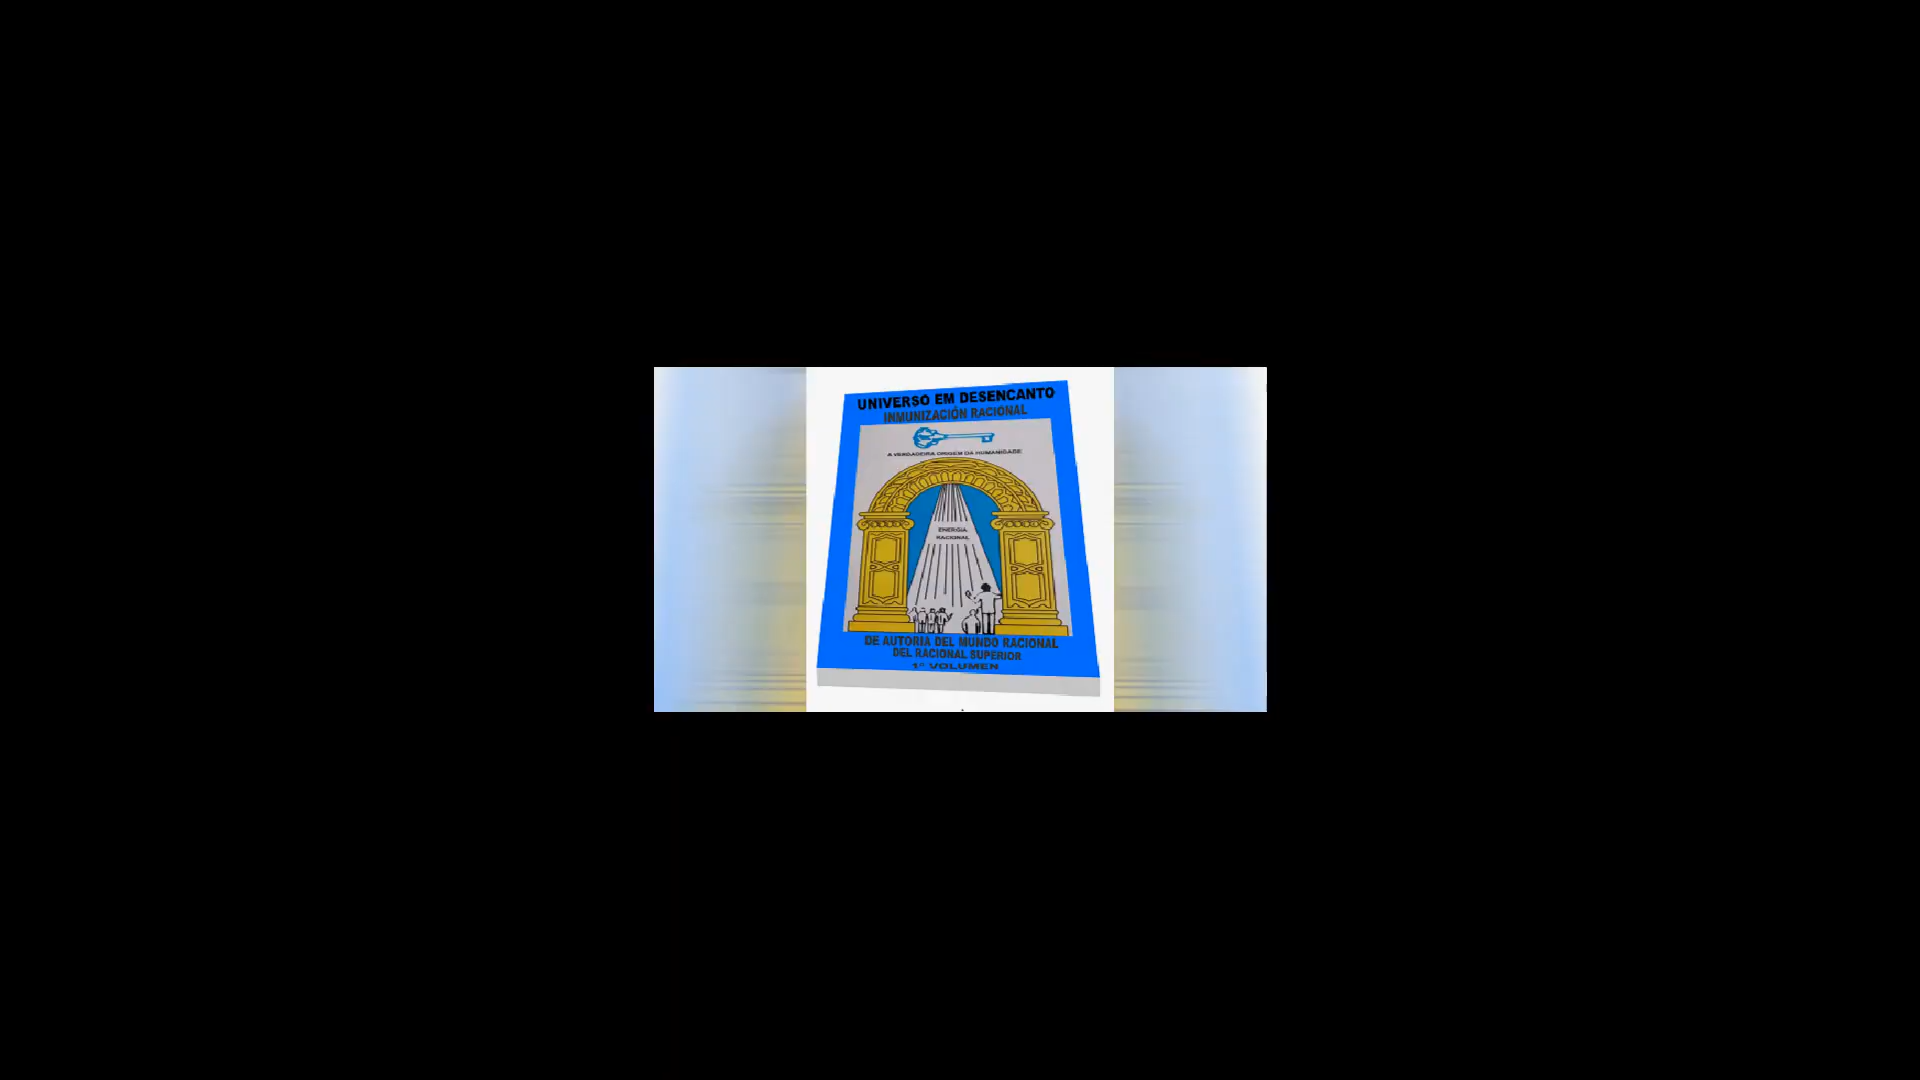 UNIVERSO EM DESENCANTO
INMUNIZACIÓN RACIONAL
A VERDADEIRA ORIGEM DA HUMANIDADE
ENERGIA
RACIONAL
DE AUTORIA DEL MUNDO RACIONAL
DEL RACIONAL SUPERIOR
1º VOLUMEN